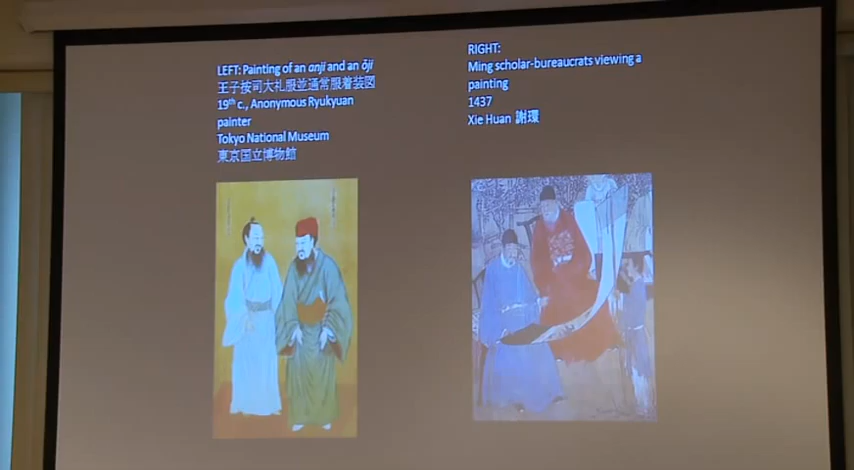 LEFT: Painting of an anji and an ōji
王子按司大礼服並通常服着装図
19th c., Anonymous Ryukyuan
painter
Tokyo National Museum
東京国立博物館
RIGHT:
Ming scholar-bureaucrats viewing a
painting
1437
Xie Huan 謝環